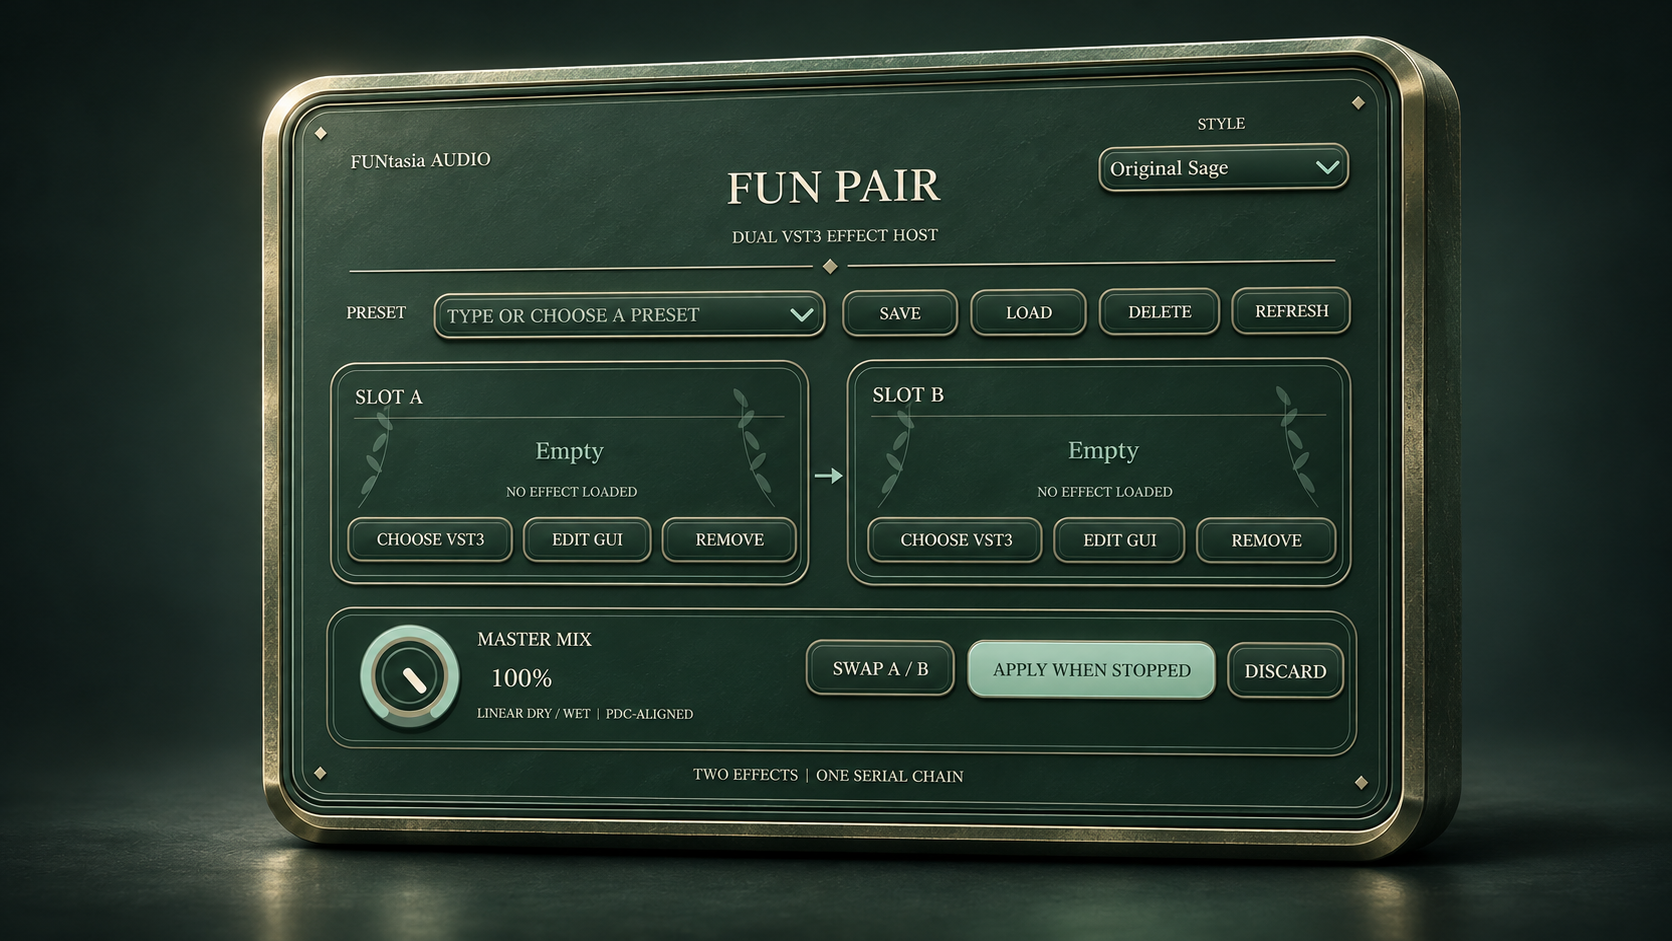 FUNtasia AUDIO
STYLE
Original Sage
FUN PAIR
DUAL VST3 EFFECT HOST
PRESET
TYPE OR CHOOSE A PRESET
SAVE
LOAD
DELETE
REFRESH
SLOT A
Empty
NO EFFECT LOADED
CHOOSE VST3
EDIT GUI
REMOVE
SLOT B
Empty
NO EFFECT LOADED
CHOOSE VST3
EDIT GUI
REMOVE
MASTER MIX
100%
LINEAR DRY / WET | PDC-ALIGNED
SWAP A / B
APPLY WHEN STOPPED
DISCARD
TWO EFFECTS | ONE SERIAL CHAIN